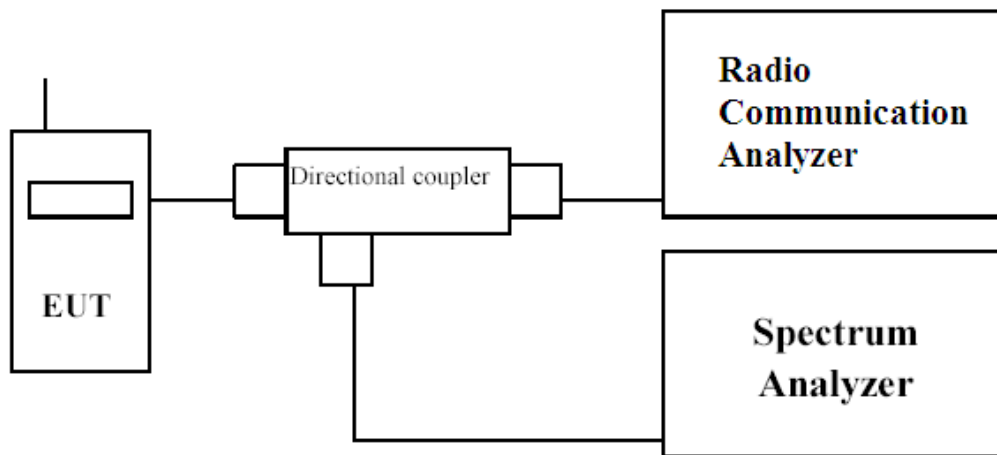 Radio
Communication
Analyzer
Directional coupler
EUT
Spectrum
Analyzer